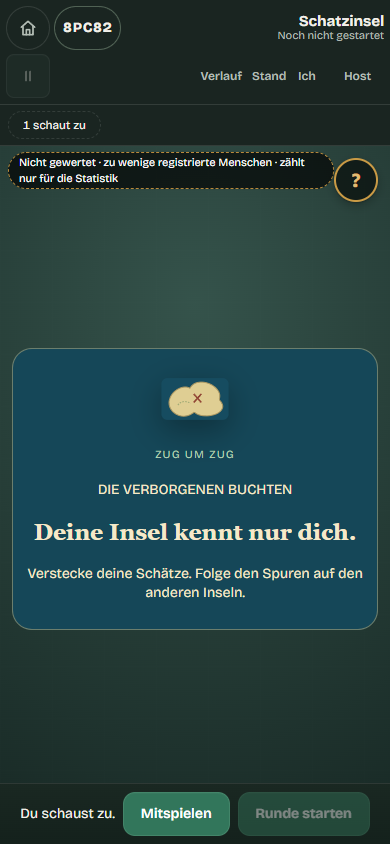 8PC82
Schatzinsel
Noch nicht gestartet
Verlauf Stand Ich Host
1 schaut zu
Nicht gewertet · zu wenige registrierte Menschen · zählt
nur für die Statistik
?
ZUG UM ZUG
DIE VERBORGENEN BUCHTEN
Deine Insel kennt nur dich.
Verstecke deine Schätze. Folge den Spuren auf den
anderen Inseln.
Du schaust zu. Mitspielen Runde starten